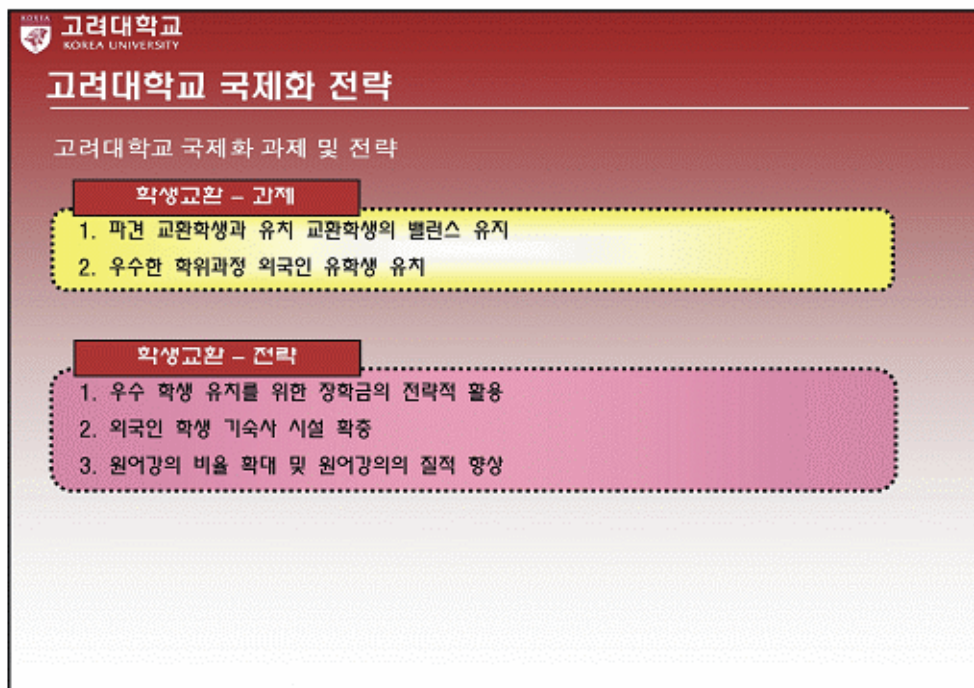 KOREA
고려대학교
KOREA UNIVERSITY
고려대학교 국제화 전략
고려대학교 국제화 과제 및 전략
학생교환 – 과제
1. 파견 교환학생과 유치 교환학생의 밸런스 유지
2. 우수한 학위과정 외국인 유학생 유치
학생교환 – 전략
1. 우수 학생 유치를 위한 장학금의 전략적 활용
2. 외국인 학생 기숙사 시설 확충
3. 원어강의 비율 확대 및 원어강의의 질적 향상